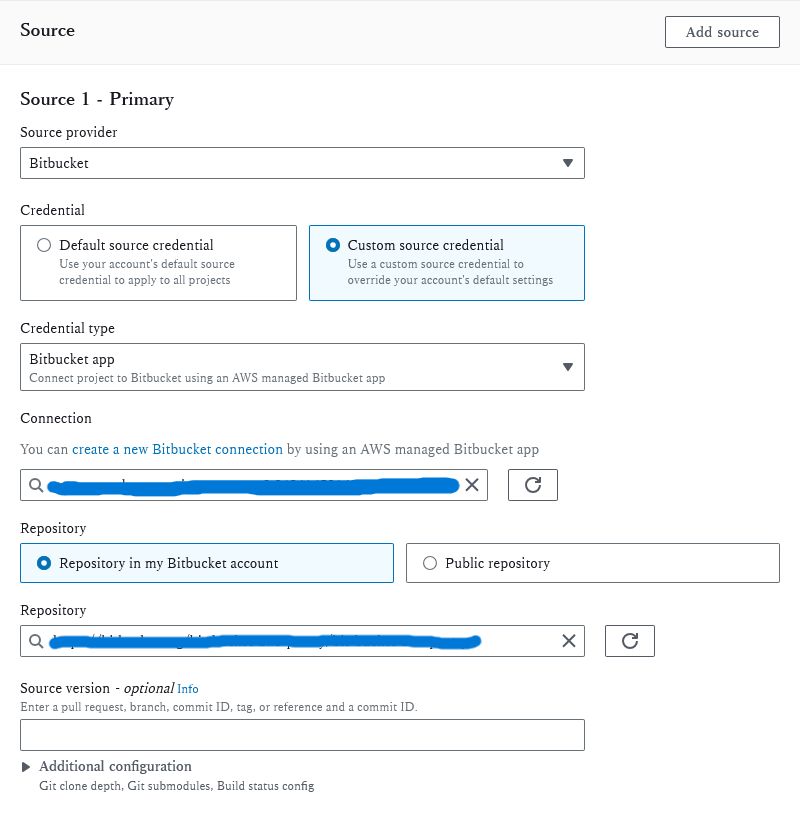 Source
Add source
Source 1 - Primary
Source provider
Bitbucket
Credential
Default source credential
Use your account's default source
credential to apply to all projects
Custom source credential
Use a custom source credential to
override your account's default settings
Credential type
Bitbucket app
Connect project to Bitbucket using an AWS managed Bitbucket app
Connection
You can create a new Bitbucket connection by using an AWS managed Bitbucket app
Repository
Repository in my Bitbucket account
Public repository
Repository
Source version - optional Info
Enter a pull request, branch, commit ID, tag, or reference and a commit ID.
Additional configuration
Git clone depth, Git submodules, Build status config